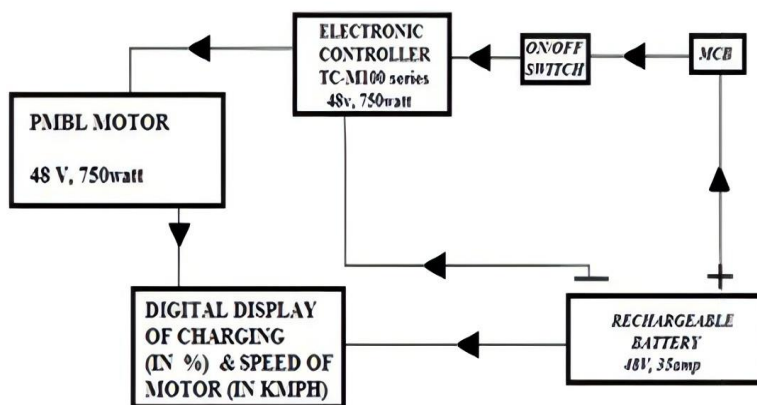 ELECTRONIC
CONTROLLER
TC-M100 series
48v, 750watt
ON/OFF
SWITCH
MCB
PMBL MOTOR
48 V, 750watt
DIGITAL DISPLAY
OF CHARGING
(IN %) & SPEED OF
MOTOR (IN KMPH)
RECHARGEABLE
BATTERY
48V, 35amp